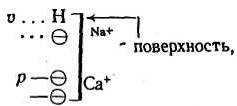 υ ... H
... ⊖ Na⁺
поверхность,
p — ⊖ Ca⁺
— ⊖